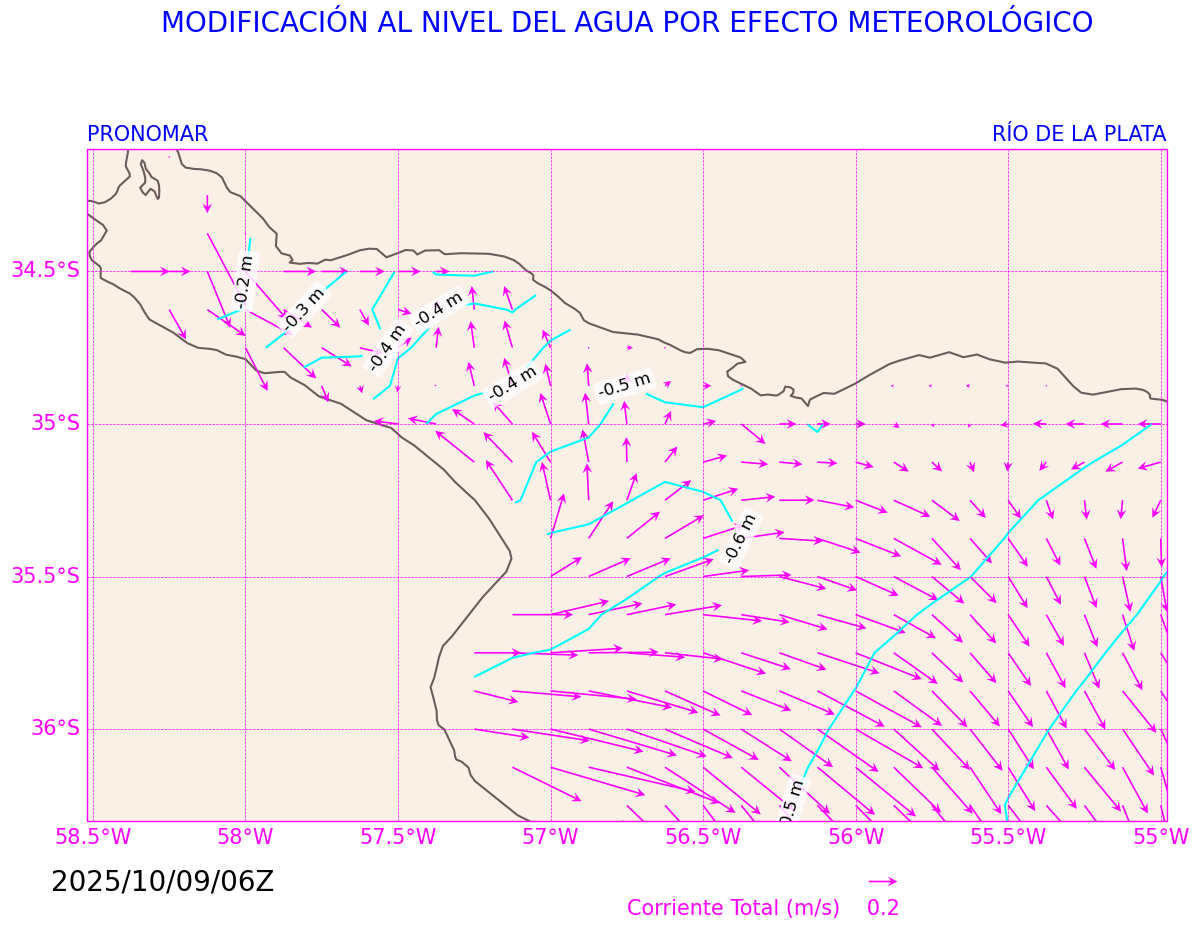 MODIFICACIÓN AL NIVEL DEL AGUA POR EFECTO METEOROLÓGICO
PRONOMAR
RÍO DE LA PLATA
34.5°S
35°S
35.5°S
36°S
-0.2 m
-0.3 m
-0.4 m
-0.4 m
-0.4 m
-0.5 m
-0.6 m
0.5 m
58.5°W
58°W
57.5°W
57°W
56.5°W
56°W
55.5°W
55°W
2025/10/09/06Z
Corriente Total (m/s)
0.2